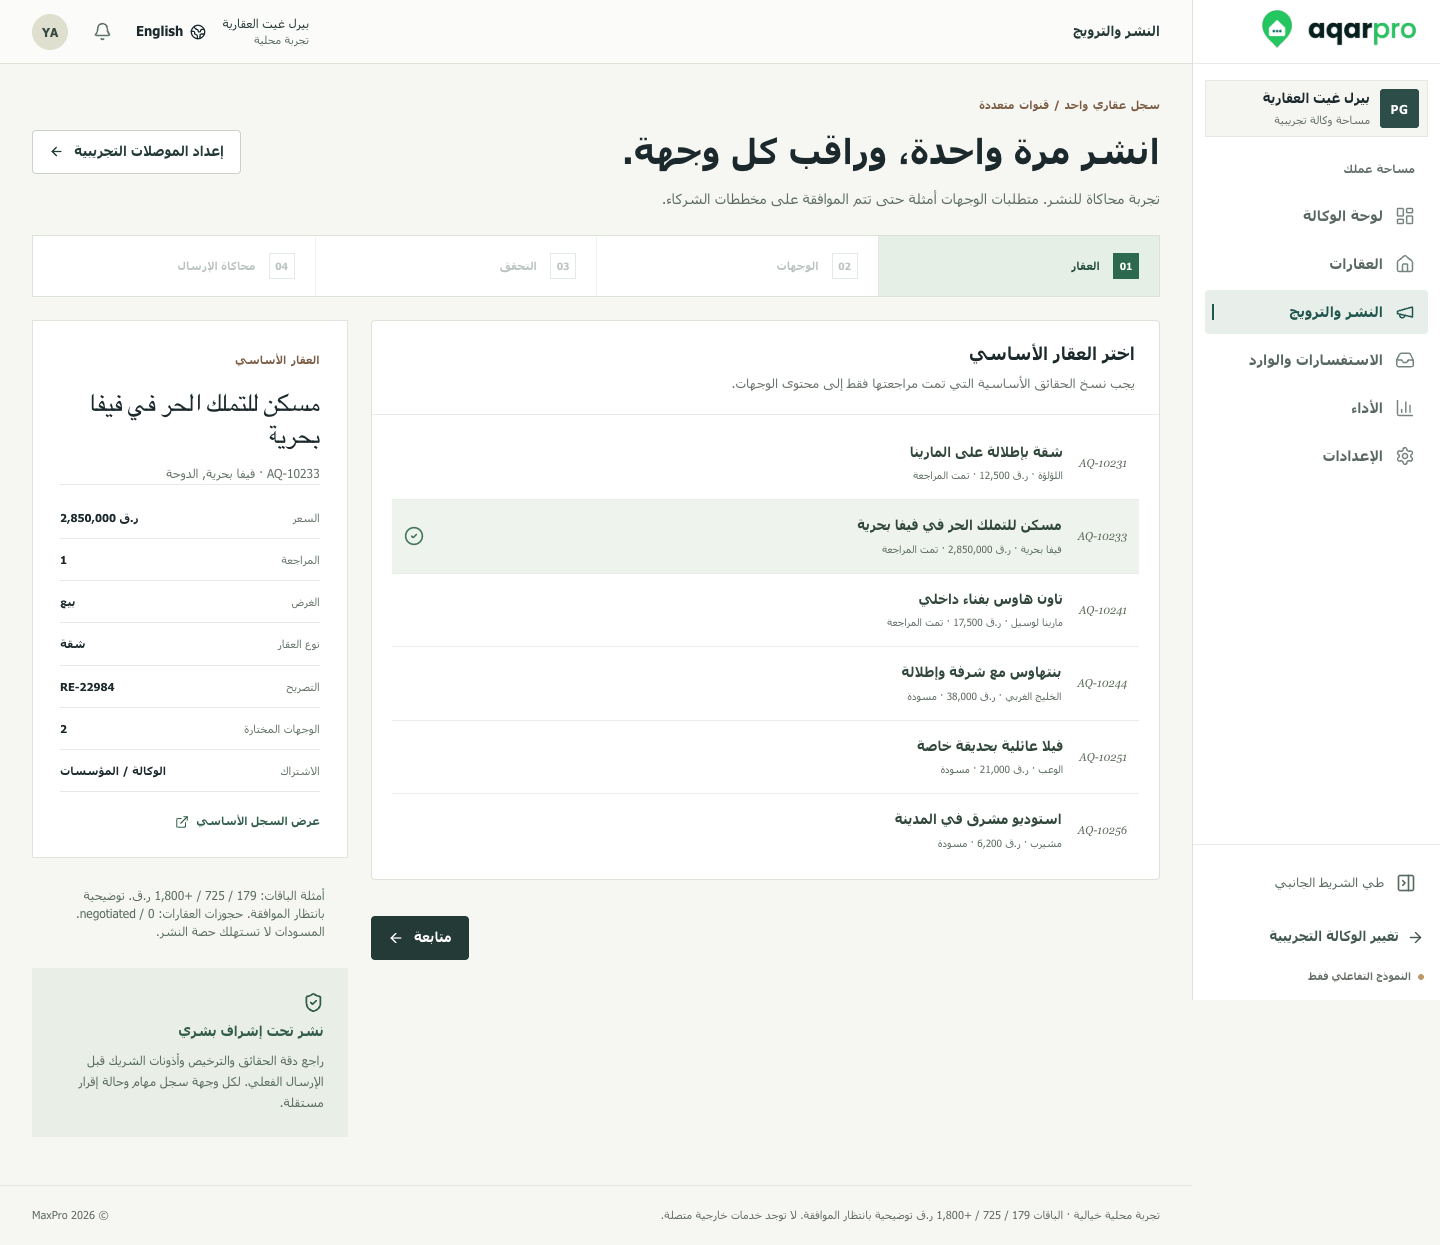 aqarpro
PG
بيرل غيت العقارية
مساحة وكالة تجريبية
مساحة عملك
لوحة الوكالة
العقارات
النشر والترويج
الاستفسارات والوارد
الأداء
الإعدادات
طي الشريط الجانبي
تغيير الوكالة التجريبية
النموذج التفاعلي فقط
النشر والترويج
بيرل غيت العقارية
تجربة محلية
English
YA
سجل عقاري واحد / قنوات متعددة
انشر مرة واحدة، وراقب كل وجهة.
تجربة محاكاة للنشر. متطلبات الوجهات أمثلة حتى تتم الموافقة على مخططات الشركاء.
إعداد الموصلات التجريبية
01 العقار
02 الوجهات
03 التحقق
04 محاكاة الإرسال
اختر العقار الأساسي
يجب نسخ الحقائق الأساسية التي تمت مراجعتها فقط إلى محتوى الوجهات.
AQ-10231
شقة بإطلالة على المارينا
اللؤلؤة · ر.ق 12,500 · تمت المراجعة
AQ-10233
مسكن للتملك الحر في فيفا بحرية
فيفا بحرية · ر.ق 2,850,000 · تمت المراجعة
AQ-10241
تاون هاوس بفناء داخلي
مارينا لوسيل · ر.ق 17,500 · تمت المراجعة
AQ-10244
بنتهاوس مع شرفة وإطلالة
الخليج الغربي · ر.ق 38,000 · مسودة
AQ-10251
فيلا عائلية بحديقة خاصة
الوعب · ر.ق 21,000 · مسودة
AQ-10256
استوديو مشرق في المدينة
مشيرب · ر.ق 6,200 · مسودة
متابعة
العقار الأساسي
مسكن للتملك الحر في فيفا
بحرية
AQ-10233 · فيفا بحرية, الدوحة
السعر ر.ق 2,850,000
المراجعة 1
الغرض بيع
نوع العقار شقة
التصريح RE-22984
الوجهات المختارة 2
الاشتراك الوكالة / المؤسسات
عرض السجل الأساسي
أمثلة الباقات: 179 / 725 / +1,800 ر.ق. توضيحية
بانتظار الموافقة. حجوزات العقارات: 0 / negotiated.
المسودات لا تستهلك حصة النشر.
نشر تحت إشراف بشري
راجع دقة الحقائق والترخيص وأذونات الشريك قبل
الإرسال الفعلي. لكل وجهة سجل مهام وحالة إقرار
مستقلة.
تجربة محلية خيالية · الباقات 179 / 725 / +1,800 ر.ق توضيحية بانتظار الموافقة. لا توجد خدمات خارجية متصلة.
© 2026 MaxPro